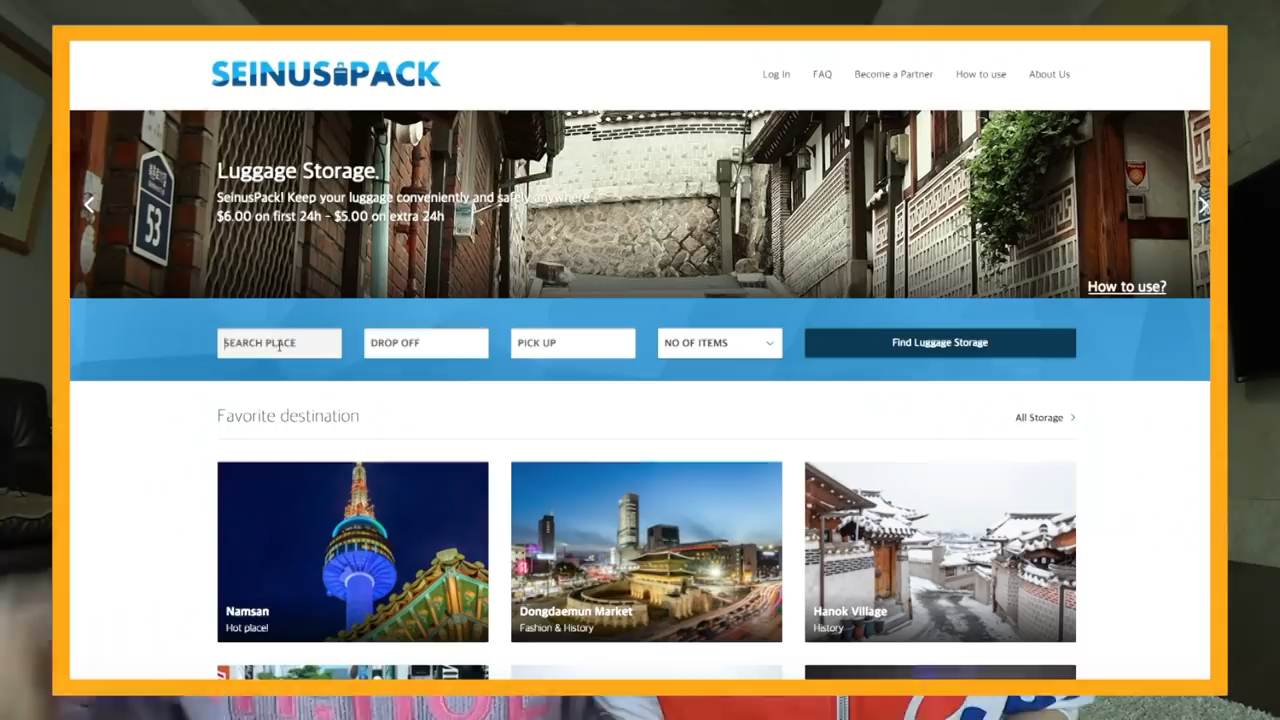 SEINUSPACK
Log In
FAQ
Become a Partner
How to use
About Us
53
Luggage Storage.
SeinusPack! Keep your luggage conveniently and safely anywhere..
$6.00 on first 24h - $5.00 on extra 24h
How to use?
SEARCH PLACE
DROP OFF
PICK UP
NO OF ITEMS
Find Luggage Storage
Favorite destination
All Storage
Namsan
Hot place!
Dongdaemun Market
Fashion & History
Hanok Village
History